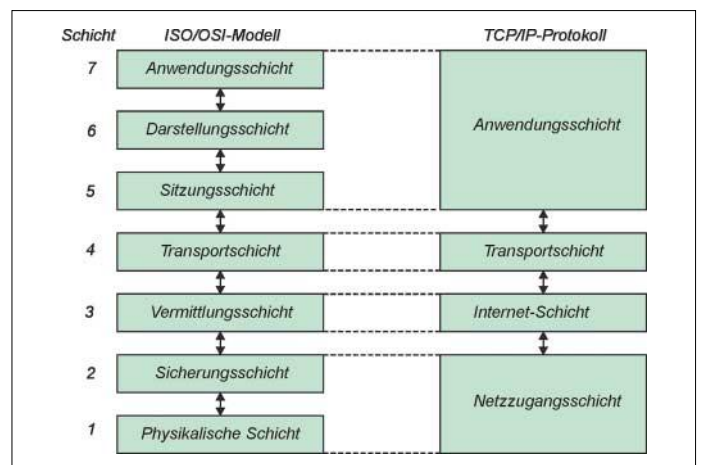 Schicht ISO/OSI-Modell TCP/IP-Protokoll
7 Anwendungsschicht
Anwendungsschicht
6 Darstellungsschicht
5 Sitzungsschicht
4 Transportschicht Transportschicht
3 Vermittlungsschicht Internet-Schicht
2 Sicherungsschicht
Netzzugangsschicht
1 Physikalische Schicht